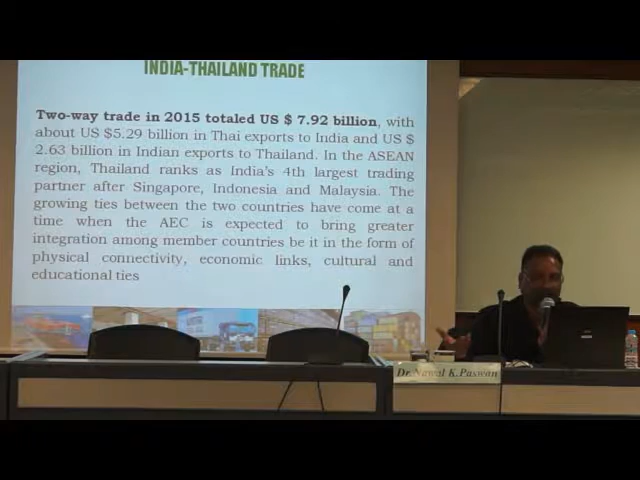 INDIA-THAILAND TRADE
Two-way trade in 2015 totaled US $ 7.92 billion, with
about US $5.29 billion in Thai exports to India and US $
2.63 billion in Indian exports to Thailand. In the ASEAN
region, Thailand ranks as India's 4th largest trading
partner after Singapore, Indonesia and Malaysia. The
growing ties between the two countries have come at a
time when the AEC is expected to bring greater
integration among member countries be it in the form of
physical connectivity, economic links, cultural and
educational ties
Dr. Nawal K.Paswan